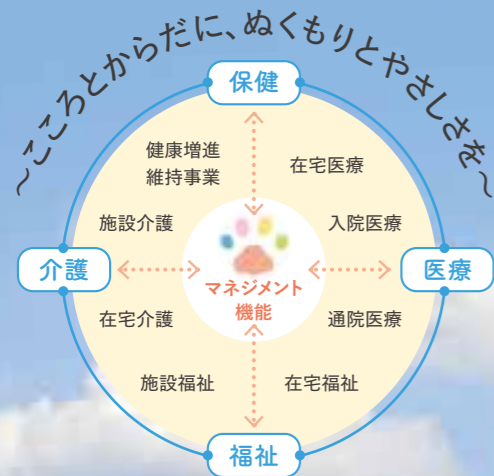 ～こころとからだに、ぬくもりとやさしさを～
保健
健康増進
維持事業
在宅医療
施設介護
入院医療
介護
マネジメント
機能
医療
在宅介護
通院医療
施設福祉
在宅福祉
福祉